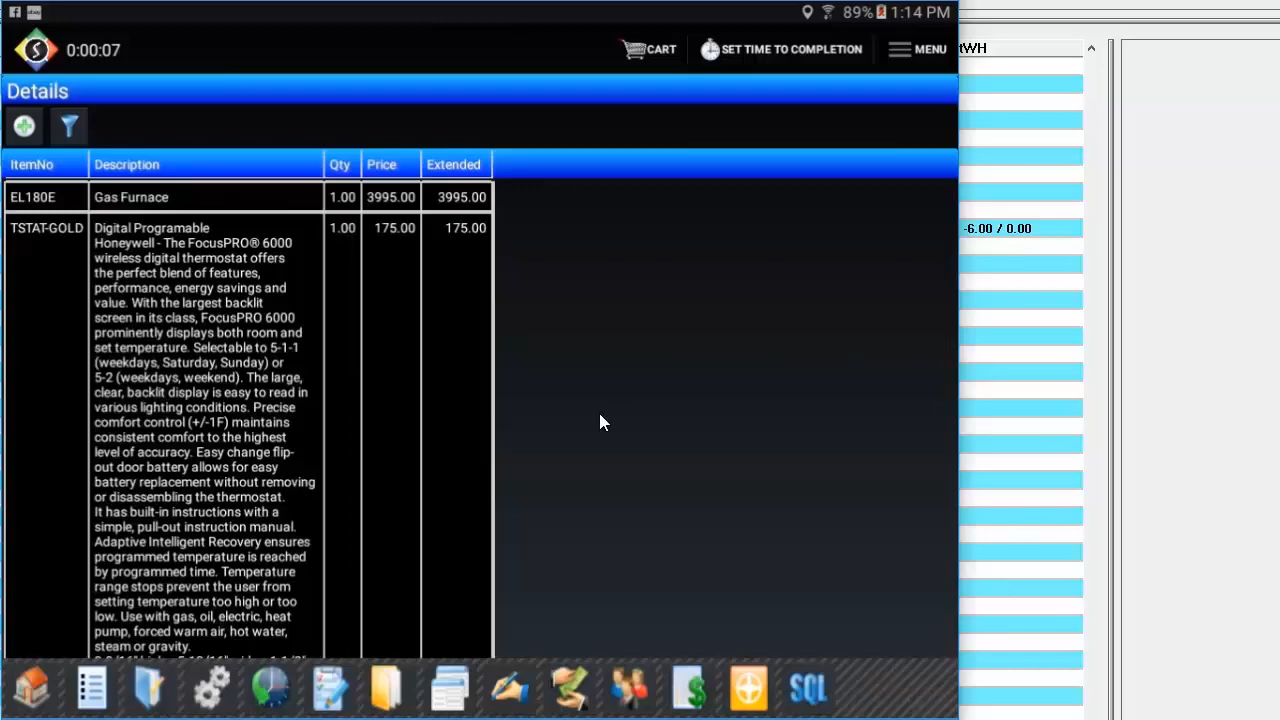 89% 1:14 PM
0:00:07 CART SET TIME TO COMPLETION MENU
tWH
Details
ItemNo Description Qty Price Extended
EL180E Gas Furnace 1.00 3995.00 3995.00
TSTAT-GOLD Digital Programable 1.00 175.00 175.00
-6.00 / 0.00
Honeywell - The FocusPRO® 6000
wireless digital thermostat offers
the perfect blend of features,
performance, energy savings and
value. With the largest backlit
screen in its class, FocusPRO 6000
prominently displays both room and
set temperature. Selectable to 5-1-1
(weekdays, Saturday, Sunday) or
5-2 (weekdays, weekend). The large,
clear, backlit display is easy to read in
various lighting conditions. Precise
comfort control (+/-1F) maintains
consistent comfort to the highest
level of accuracy. Easy change flip-
out door battery allows for easy
battery replacement without removing
or disassembling the thermostat.
It has built-in instructions with a
simple, pull-out instruction manual.
Adaptive Intelligent Recovery ensures
programmed temperature is reached
by programmed time. Temperature
range stops prevent the user from
setting temperature too high or too
low. Use with gas, oil, electric, heat
pump, forced warm air, hot water,
steam or gravity.
SQL